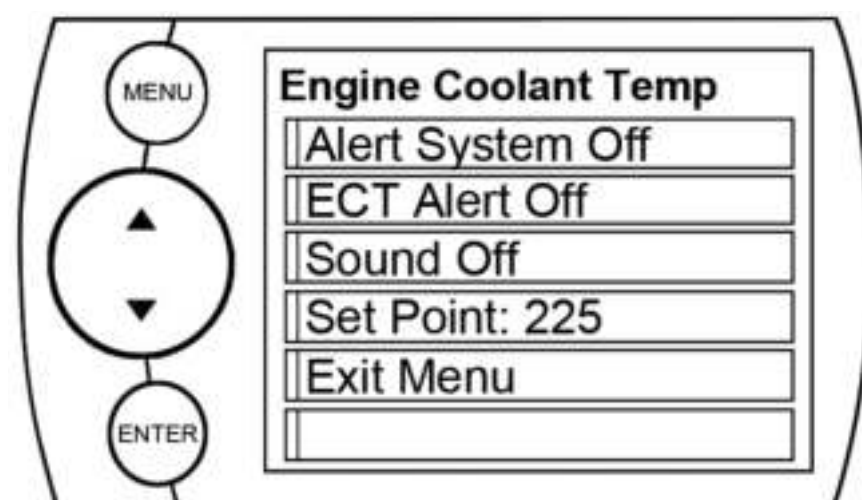 MENU
ENTER
Engine Coolant Temp
Alert System Off
ECT Alert Off
Sound Off
Set Point: 225
Exit Menu